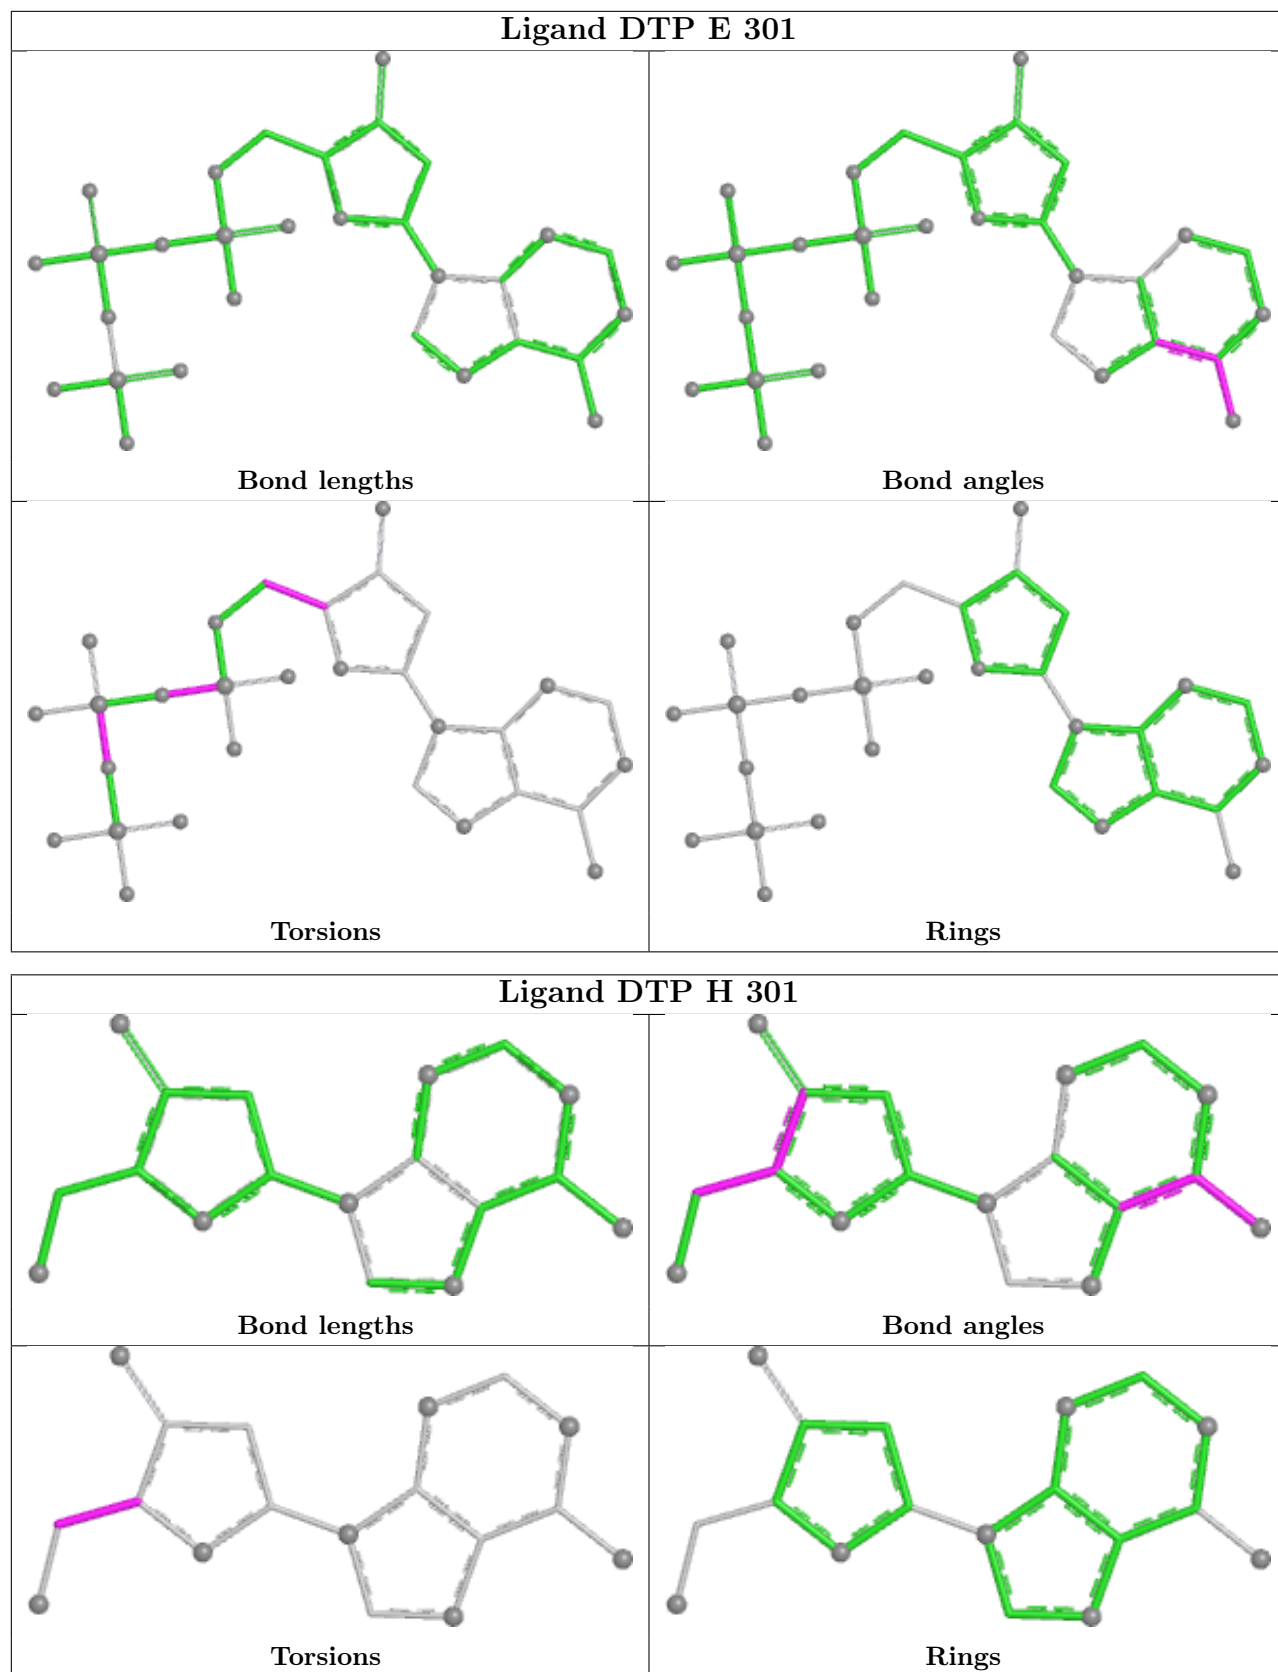 Ligand DTP E 301
Bond lengths
Bond angles
Torsions
Rings
Ligand DTP H 301
Bond lengths
Bond angles
Torsions
Rings